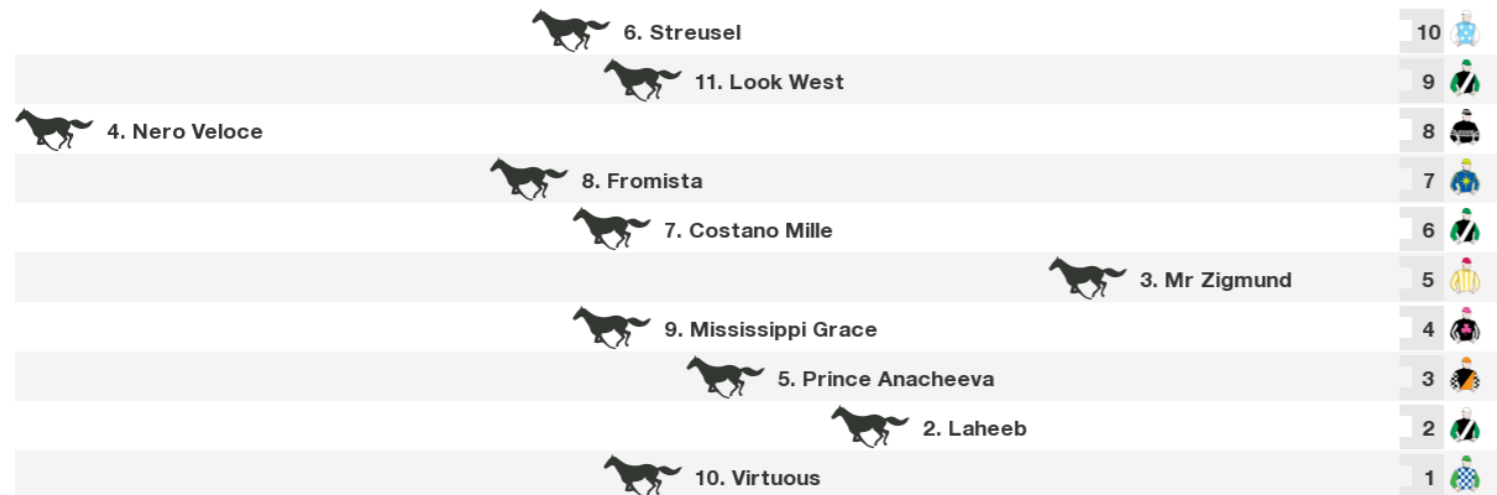 6. Streusel 10
11. Look West 9
4. Nero Veloce 8
8. Fromista 7
7. Costano Mille 6
3. Mr Zigmund 5
9. Mississippi Grace 4
5. Prince Anacheeva 3
2. Laheeb 2
10. Virtuous 1